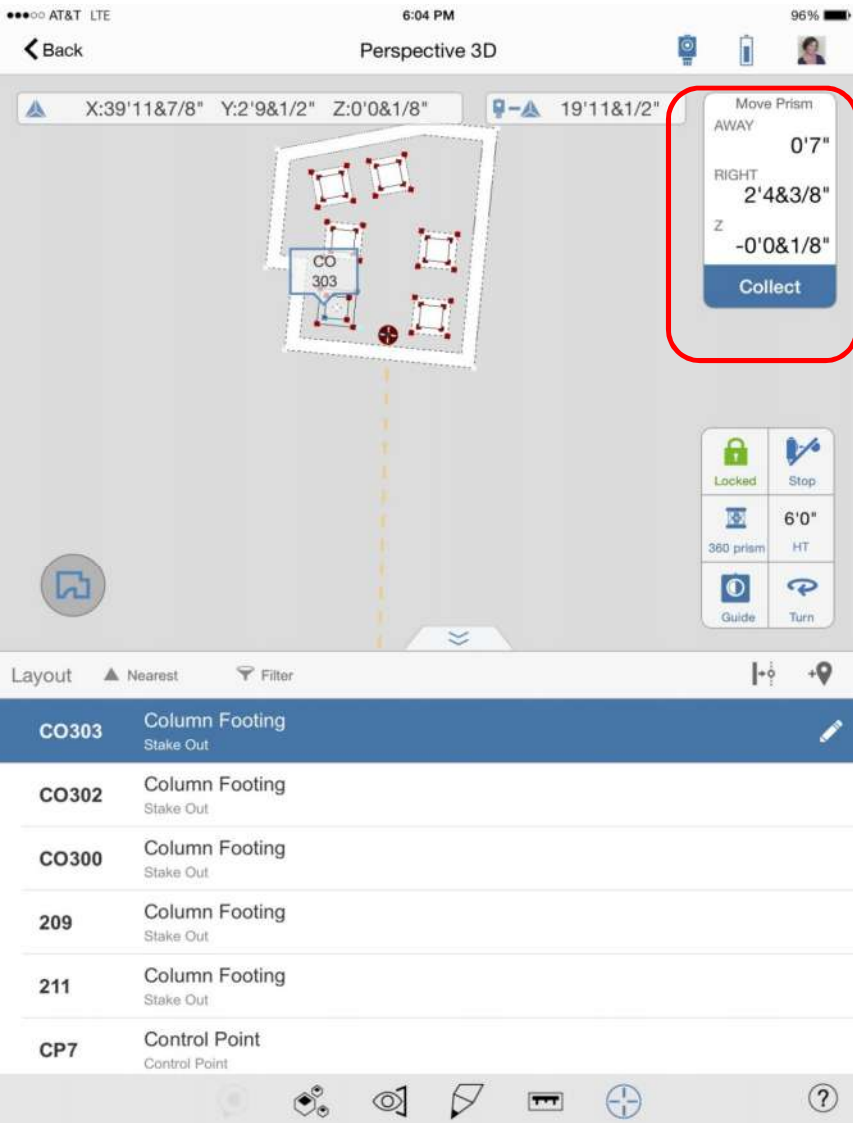 AT&T LTE 6:04 PM 96%
Back Perspective 3D
X:39'11&7/8" Y:2'9&1/2" Z:0'0&1/8" 19'11&1/2"
Move Prism
AWAY
0'7"
RIGHT
2'4&3/8"
Z
-0'0&1/8"
Collect
CO
303
Locked Stop
6'0"
360 prism HT
Guide Turn
Layout Nearest Filter
CO303 Column Footing
Stake Out
CO302 Column Footing
Stake Out
CO300 Column Footing
Stake Out
209 Column Footing
Stake Out
211 Column Footing
Stake Out
CP7 Control Point
Control Point
?